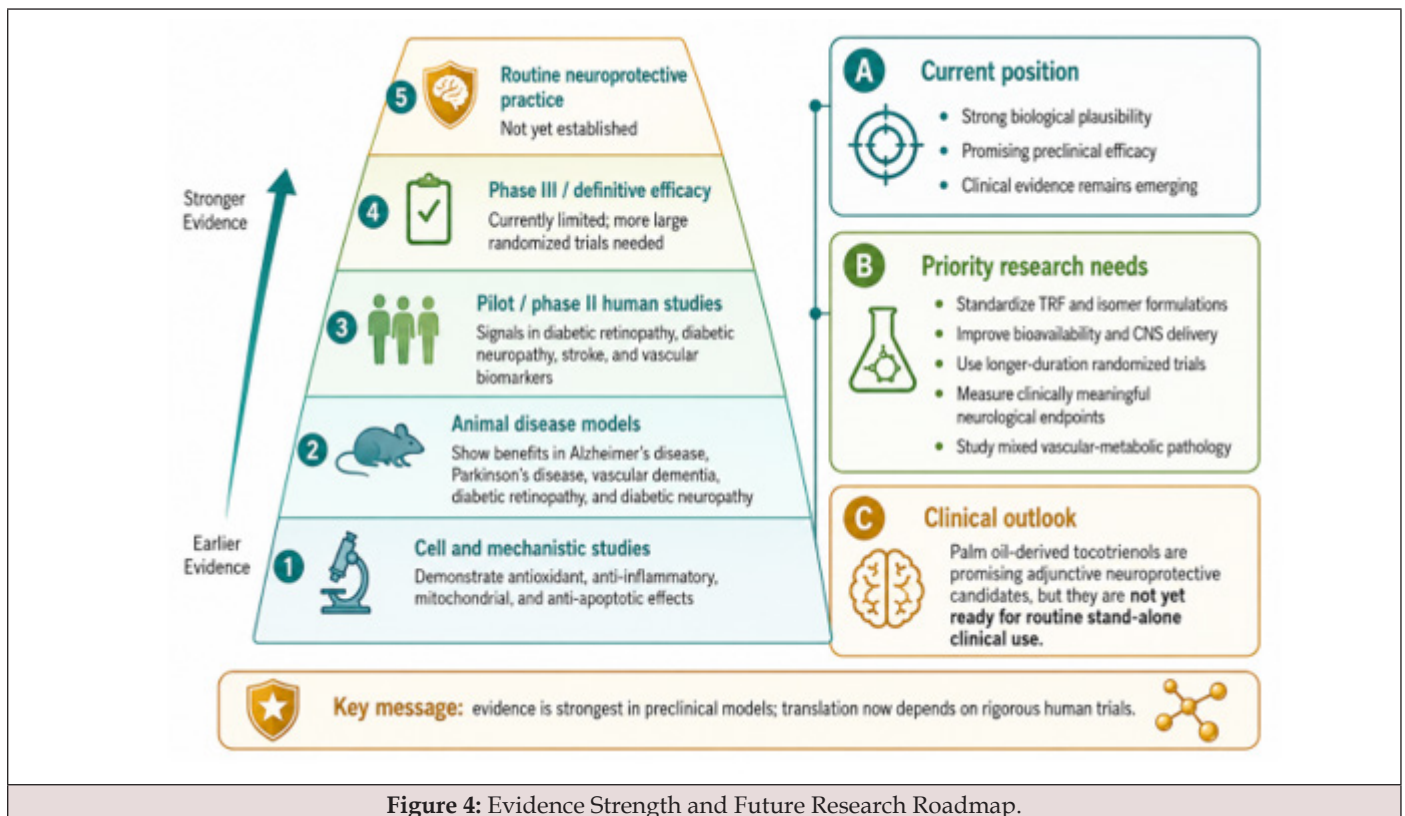 5
Routine neuroprotective
practice
Not yet established
4
Phase III / definitive efficacy
Currently limited; more large
randomized trials needed
Stronger
Evidence
3
Pilot / phase II human studies
Signals in diabetic retinopathy, diabetic
neuropathy, stroke, and vascular
biomarkers
2
Animal disease models
Show benefits in Alzheimer's disease,
Parkinson's disease, vascular dementia,
diabetic retinopathy, and diabetic neuropathy
Earlier
Evidence
1
Cell and mechanistic studies
Demonstrate antioxidant, anti-inflammatory,
mitochondrial, and anti-apoptotic effects
A
Current position
• Strong biological plausibility
• Promising preclinical efficacy
• Clinical evidence remains emerging
B
Priority research needs
• Standardize TRF and isomer formulations
• Improve bioavailability and CNS delivery
• Use longer-duration randomized trials
• Measure clinically meaningful
neurological endpoints
• Study mixed vascular-metabolic pathology
C
Clinical outlook
Palm oil-derived tocotrienols are
promising adjunctive neuroprotective
candidates, but they are not yet
ready for routine stand-alone
clinical use.
Key message: evidence is strongest in preclinical models; translation now depends on rigorous human trials.
Figure 4: Evidence Strength and Future Research Roadmap.